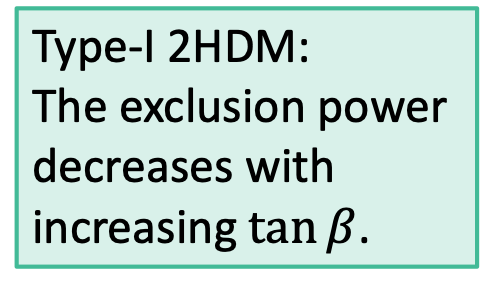 Type-I 2HDM:
The exclusion power
decreases with
increasing tan β.